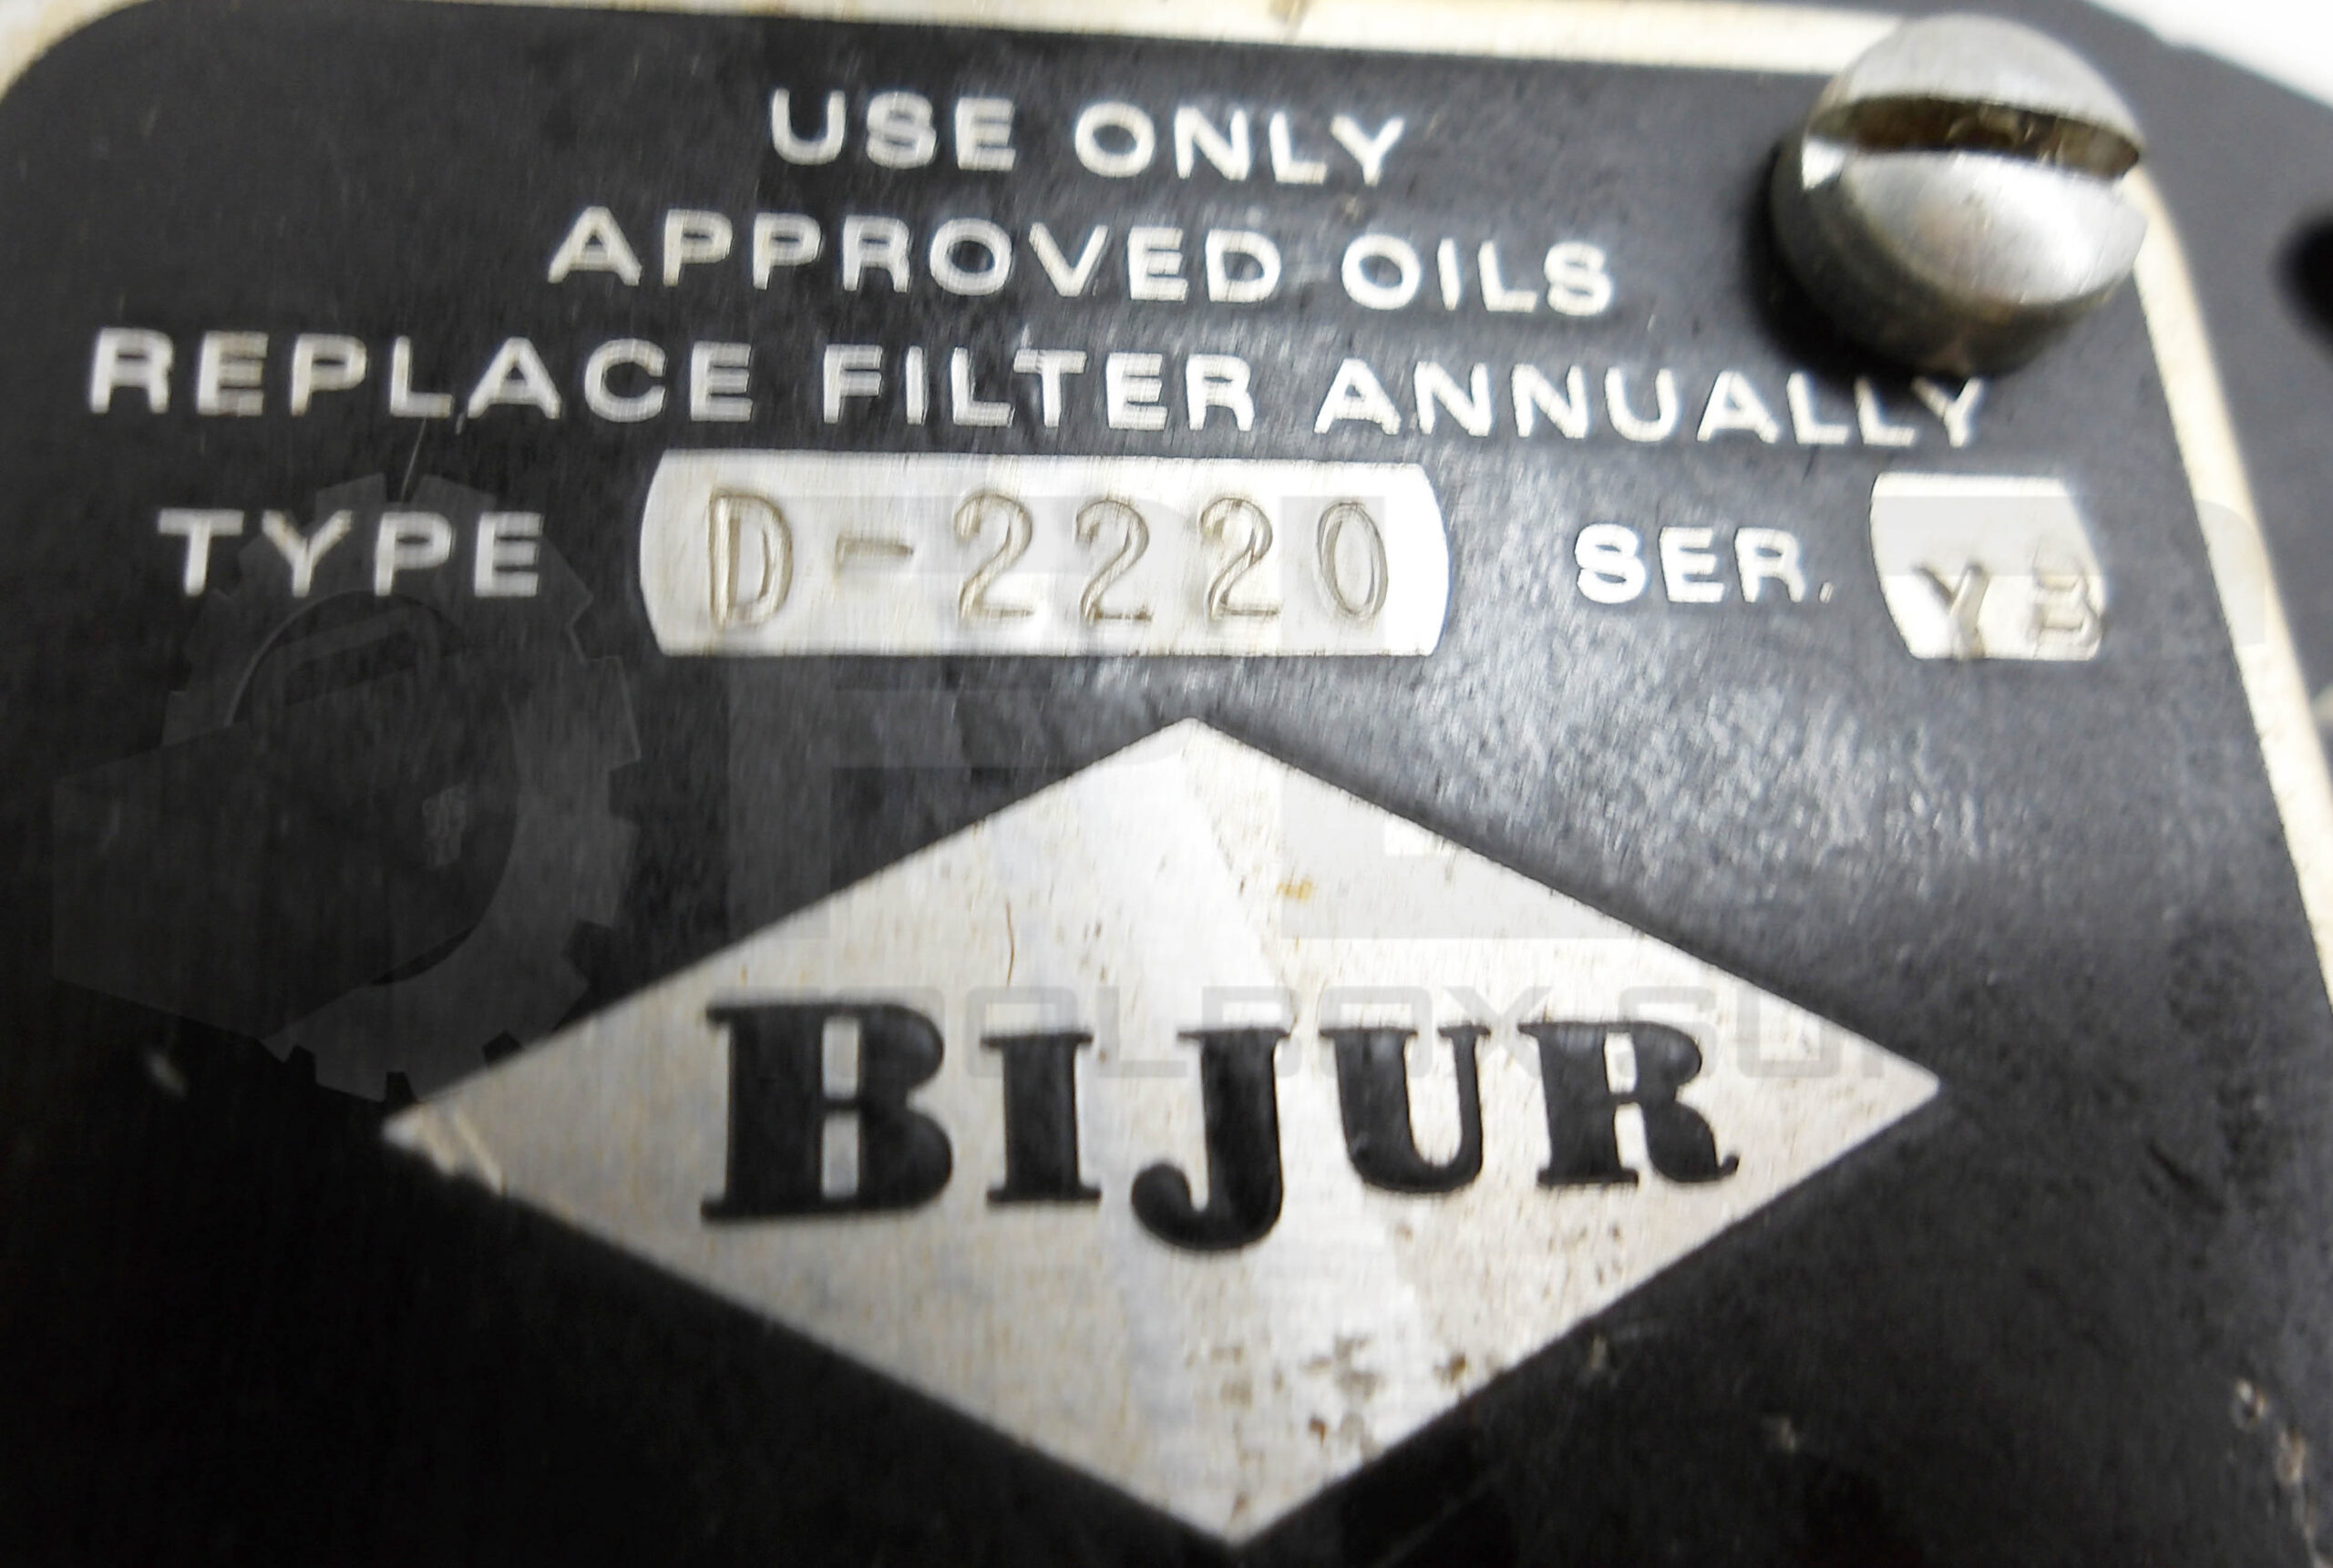 USE ONLY
APPROVED OILS
REPLACE FILTER ANNUALLY
TYPE D-2220 SER. YB
BIJUR